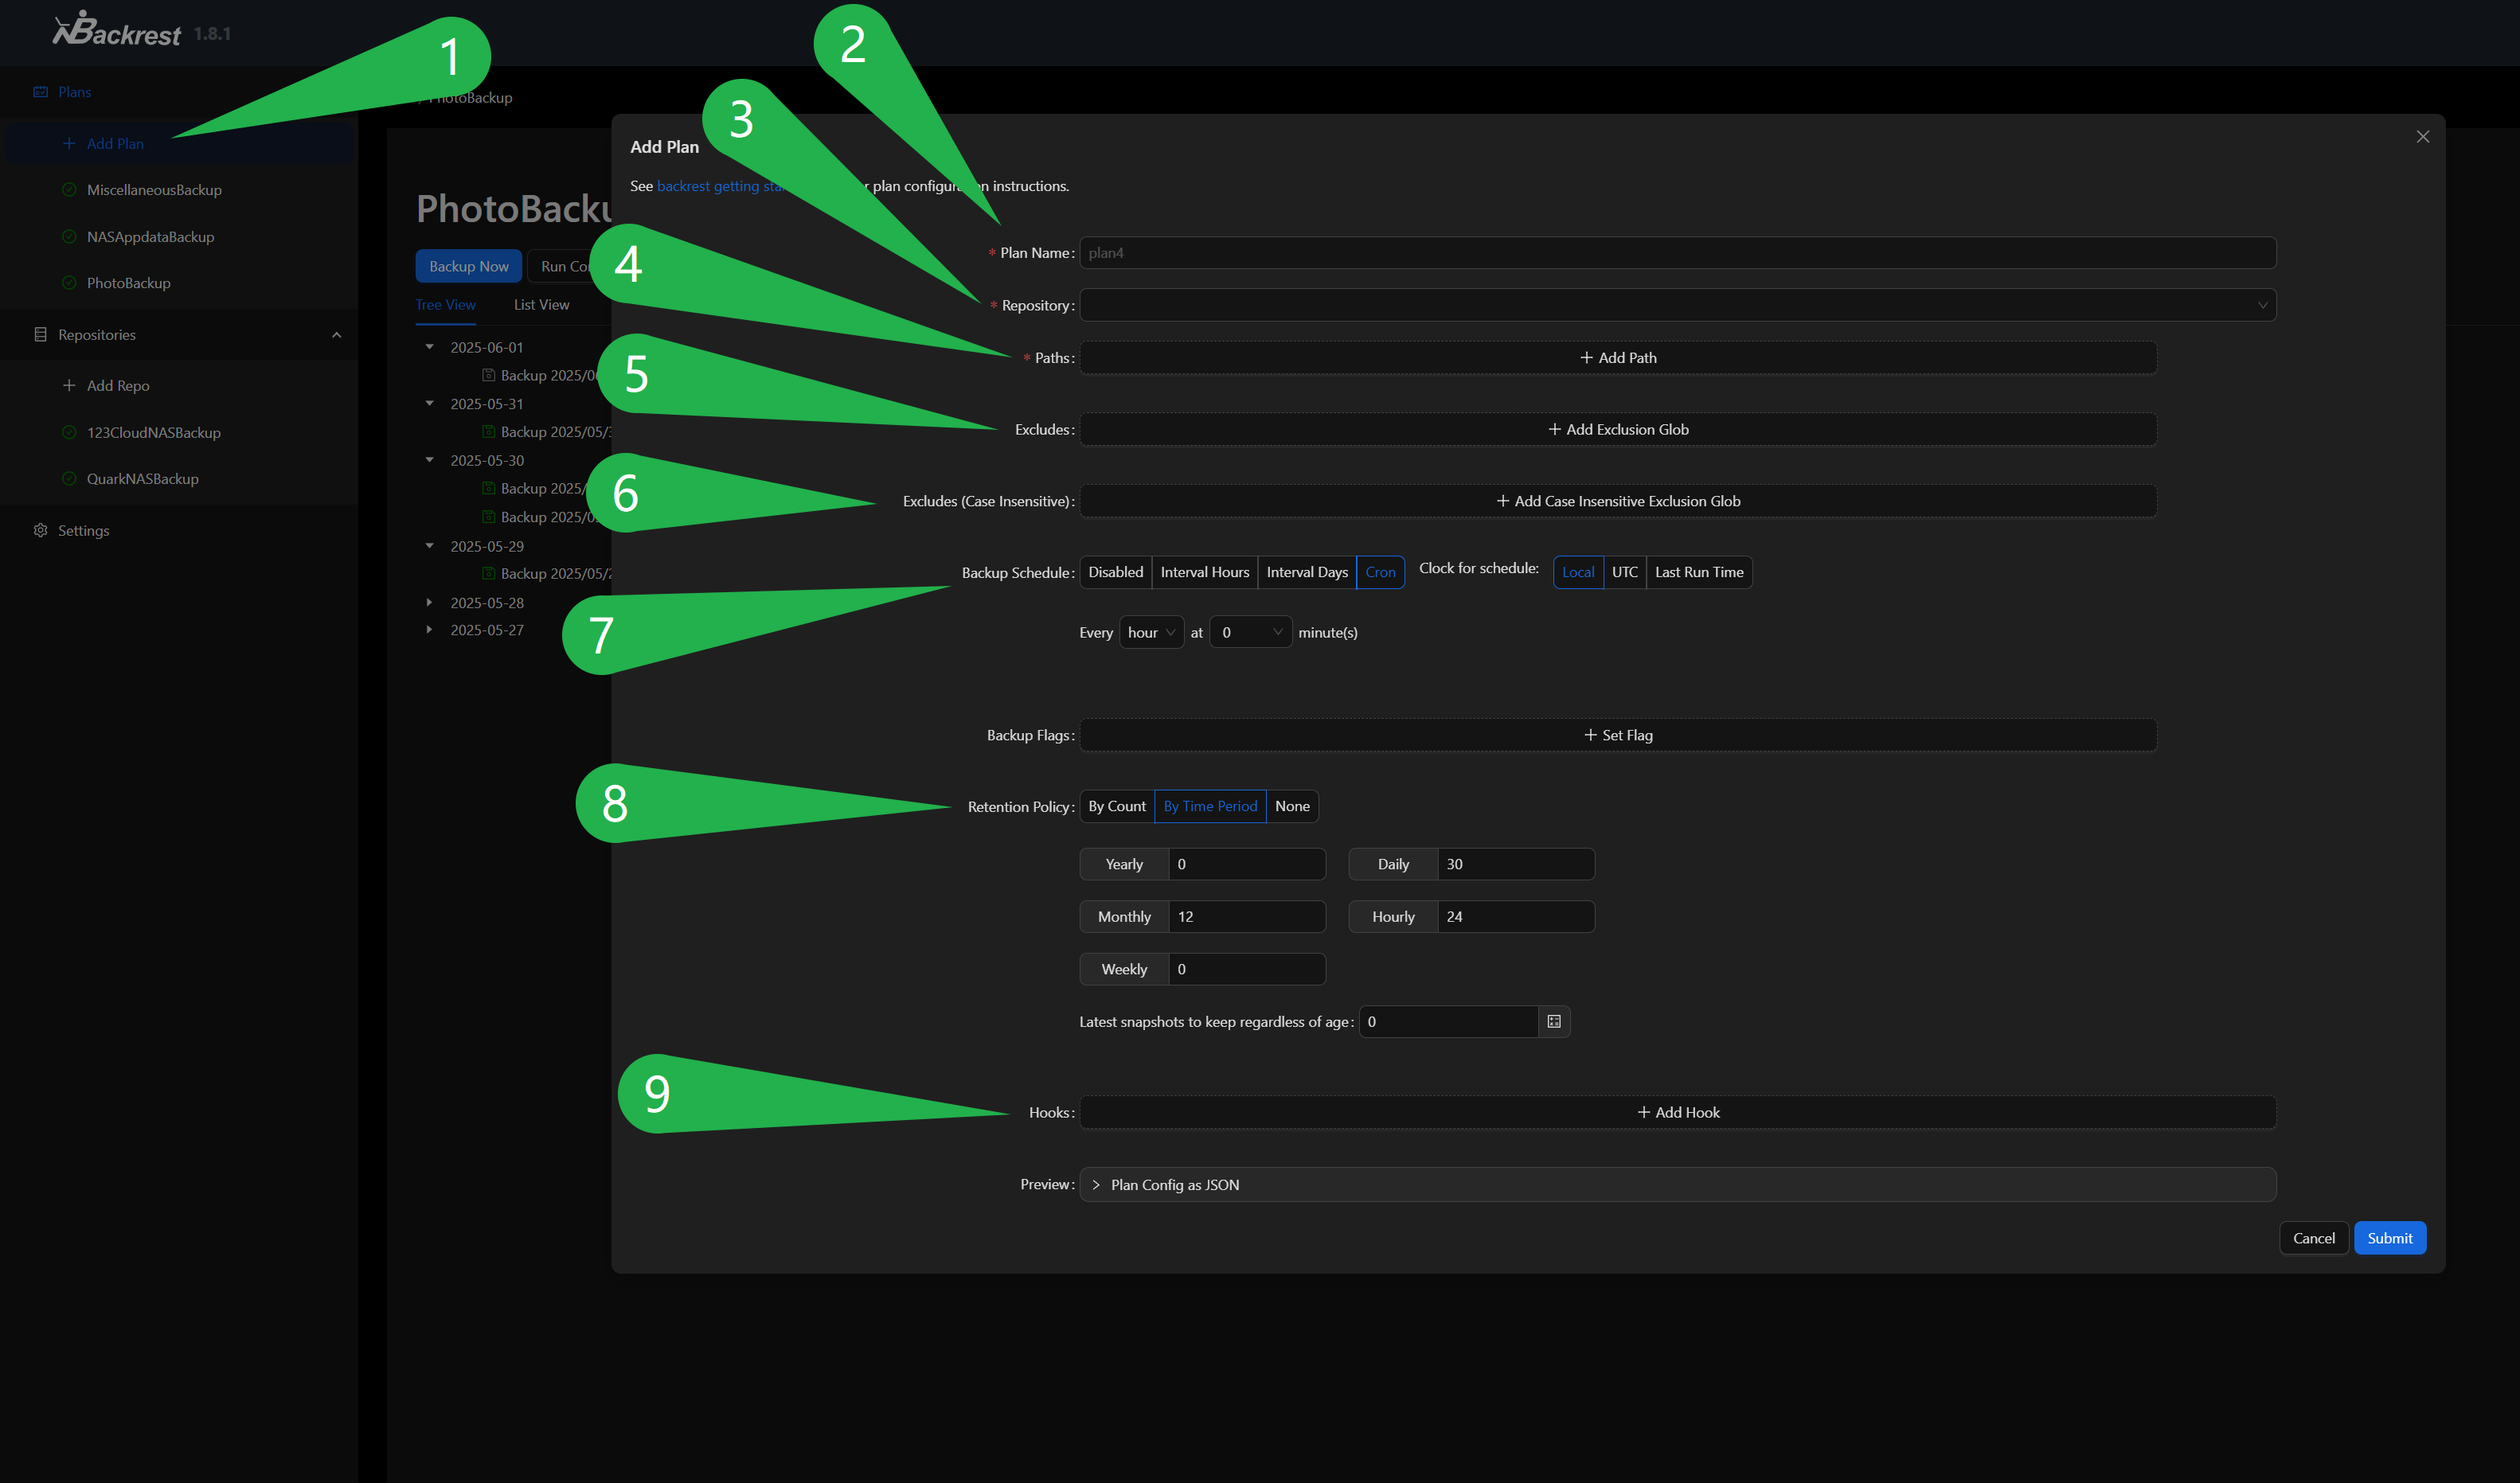 Backrest 1.8.1
Plans
Add Plan
MiscellaneousBackup
NASAppdataBackup
PhotoBackup
Repositories
Add Repo
123CloudNASBackup
QuarkNASBackup
Settings
PhotoBackup
PhotoBacku
Backup Now
Run Co
Tree View
List View
2025-06-01
Backup 2025/0
2025-05-31
Backup 2025/05/3
2025-05-30
Backup 2025/
Backup 2025/0
2025-05-29
Backup 2025/05/2
2025-05-28
2025-05-27
1
2
3
4
5
6
7
8
9
Add Plan
See backrest getting sta r plan configura n instructions.
* Plan Name: plan4
* Repository:
* Paths: + Add Path
Excludes: + Add Exclusion Glob
Excludes (Case Insensitive): + Add Case Insensitive Exclusion Glob
Backup Schedule: Disabled Interval Hours Interval Days Cron Clock for schedule: Local UTC Last Run Time
Every hour at 0 minute(s)
Backup Flags: + Set Flag
Retention Policy: By Count By Time Period None
Yearly 0 Daily 30
Monthly 12 Hourly 24
Weekly 0
Latest snapshots to keep regardless of age: 0
Hooks: + Add Hook
Preview: > Plan Config as JSON
Cancel Submit